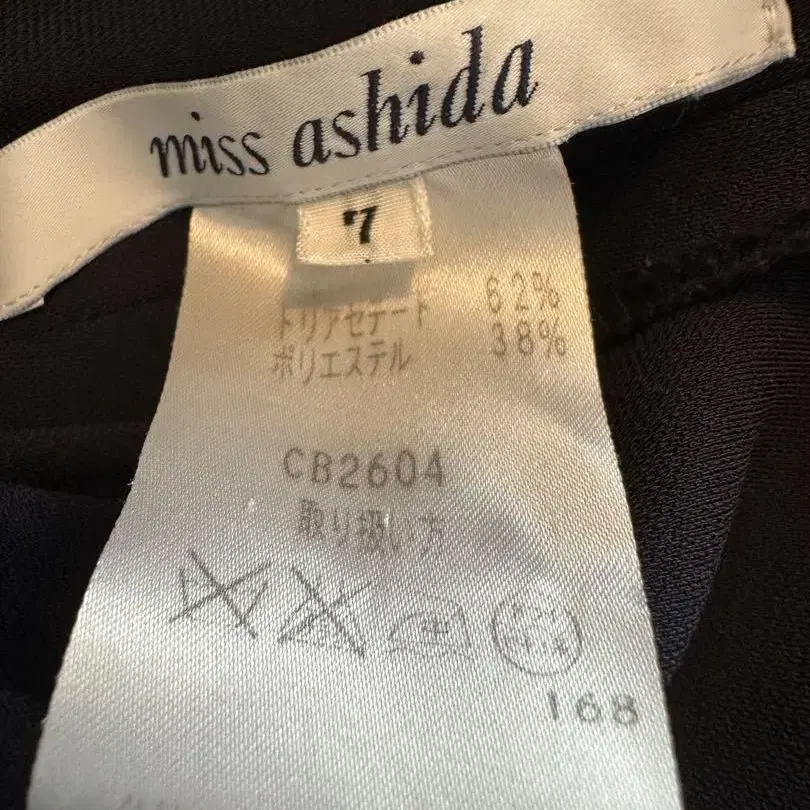 miss ashida
7
トリアセテート 62%
ポリエステル 38%
CB2604
取り扱い方
中
168